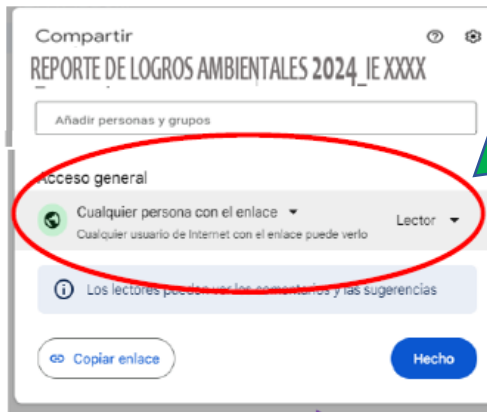 Compartir
REPORTE DE LOGROS AMBIENTALES 2024_IE XXXX
Añadir personas y grupos
Acceso general
Cualquier persona con el enlace
Lector
Cualquier usuario de Internet con el enlace puede verlo
Los lectores pueden ver los comentarios y las sugerencias
Copiar enlace
Hecho